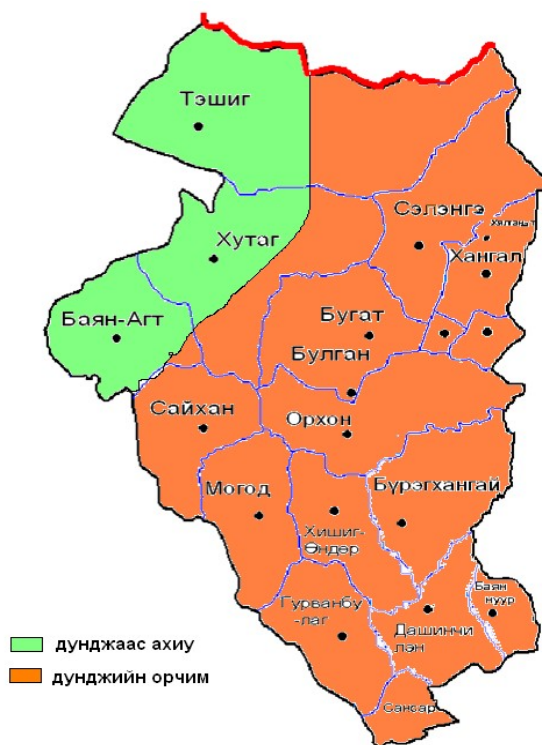 Тэшиг
Сэлэнгэ
Хялганат
Хутаг
Хангал
Баян-Агт
Бугат
Булган
Сайхан
Орхон
Могод
Бүрэгхангай
Хишиг-
Өндөр
Баян
нуур
Гурванбу
-лаг
Дашинчи
лэн
Сансар
дунджаас ахиу
дунджийн орчим